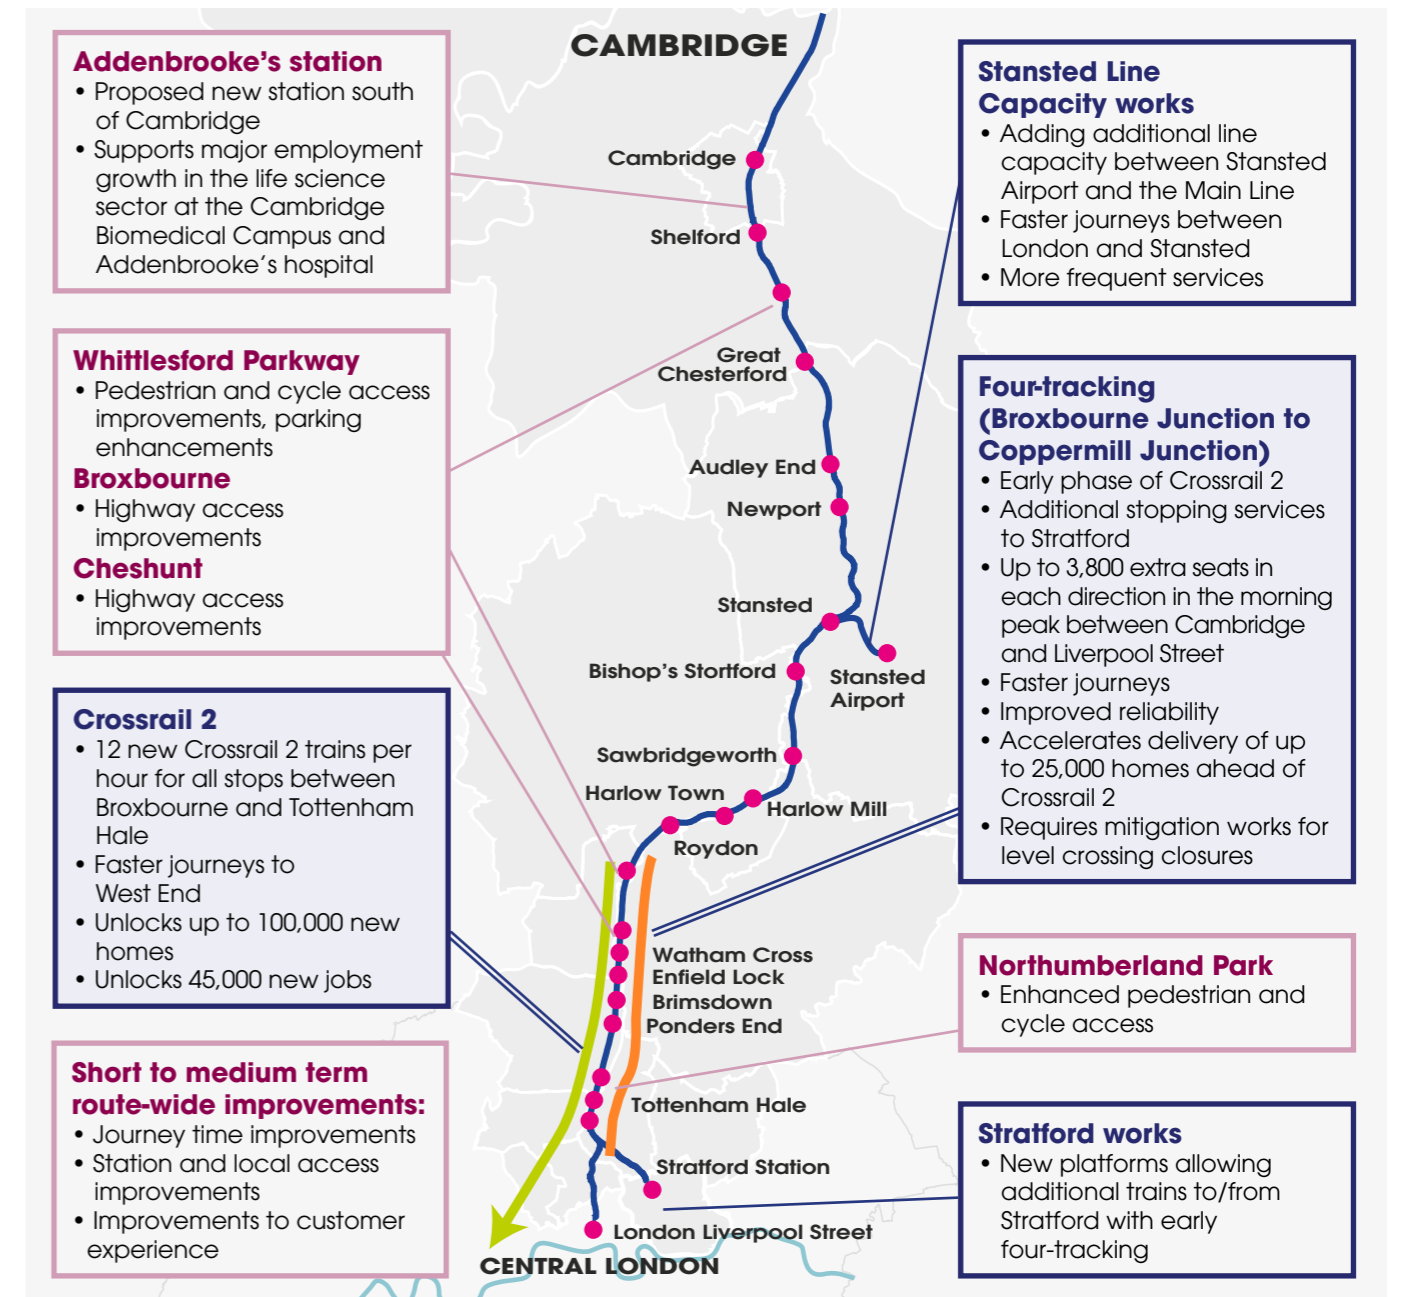 Addenbrooke's station
• Proposed new station south
of Cambridge
• Supports major employment
growth in the life science
sector at the Cambridge
Biomedical Campus and
Addenbrooke's hospital
Whittlesford Parkway
• Pedestrian and cycle access
improvements, parking
enhancements
Broxbourne
• Highway access
improvements
Cheshunt
• Highway access
improvements
Crossrail 2
• 12 new Crossrail 2 trains per
hour for all stops between
Broxbourne and Tottenham
Hale
• Faster journeys to
West End
• Unlocks up to 100,000 new
homes
• Unlocks 45,000 new jobs
Short to medium term
route-wide improvements:
• Journey time improvements
• Station and local access
improvements
• Improvements to customer
experience
CAMBRIDGE
Cambridge
Shelford
Great
Chesterford
Audley End
Newport
Stansted
Bishop's Stortford
Stansted
Airport
Sawbridgeworth
Harlow Town
Harlow Mill
Roydon
Watham Cross
Enfield Lock
Brimsdown
Ponders End
Tottenham Hale
Stratford Station
London Liverpool Street
CENTRAL LONDON
Stansted Line
Capacity works
• Adding additional line
capacity between Stansted
Airport and the Main Line
• Faster journeys between
London and Stansted
• More frequent services
Four-tracking
(Broxbourne Junction to
Coppermill Junction)
• Early phase of Crossrail 2
• Additional stopping services
to Stratford
• Up to 3,800 extra seats in
each direction in the morning
peak between Cambridge
and Liverpool Street
• Faster journeys
• Improved reliability
• Accelerates delivery of up
to 25,000 homes ahead of
Crossrail 2
• Requires mitigation works for
level crossing closures
Northumberland Park
• Enhanced pedestrian and
cycle access
Stratford works
• New platforms allowing
additional trains to/from
Stratford with early
four-tracking